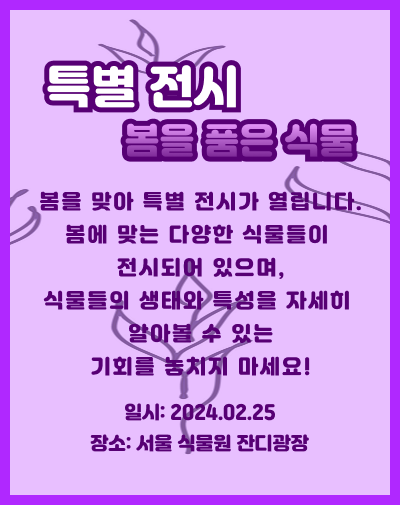 특별 전시
봄을 품은 식물
봄을 맞아 특별 전시가 열립니다.
봄에 맞는 다양한 식물들이
전시되어 있으며,
식물들의 생태와 특성을 자세히
알아볼 수 있는
기회를 놓치지 마세요!
일시: 2024.02.25
장소: 서울 식물원 잔디광장